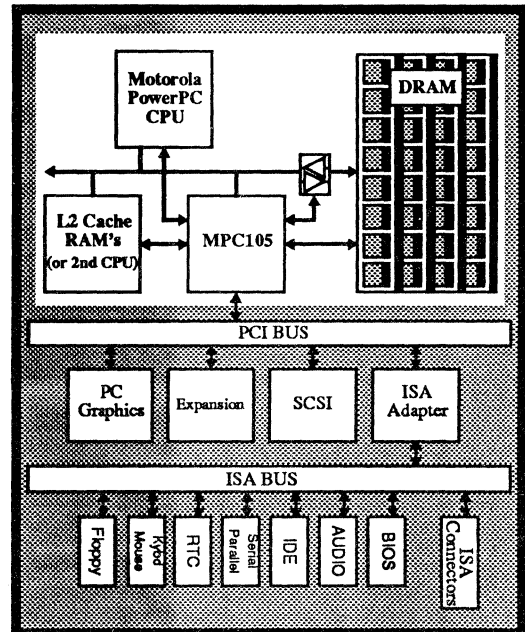 Motorola
PowerPC
CPU
DRAM
L2 Cache
RAM's
(or 2nd CPU)
MPC105
PCI BUS
PC
Graphics
Expansion
SCSI
ISA
Adapter
ISA BUS
Floppy
Kybd
Mouse
RTC
Serial
Parallel
IDE
AUDIO
BIOS
ISA
Connectors